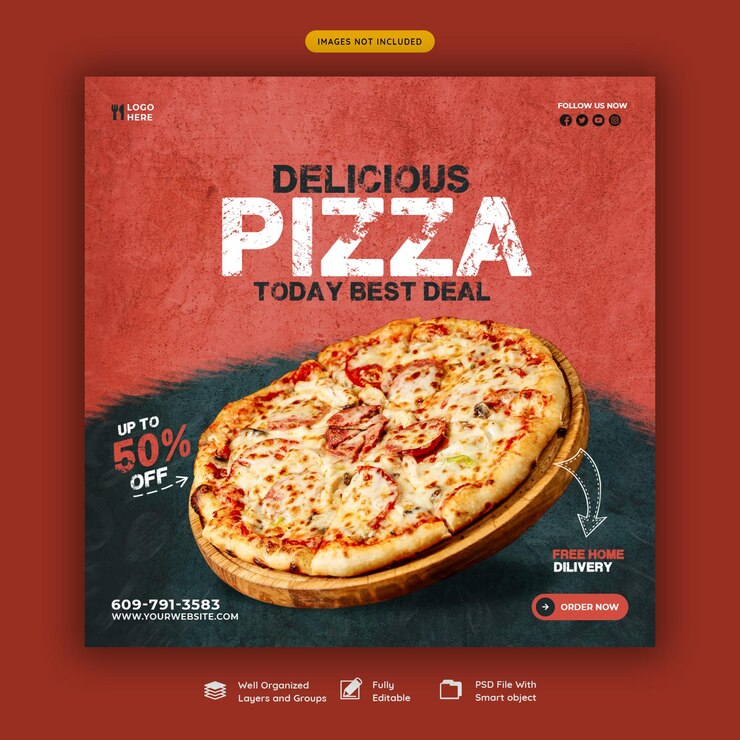 IMAGES NOT INCLUDED
LOGO
HERE
FOLLOW US NOW
DELICIOUS
PIZZA
TODAY BEST DEAL
UP TO
50%
OFF
FREE HOME
DILIVERY
609-791-3583
WWW.YOURWEBSITE.COM
ORDER NOW
Well Organized
Layers and Groups
Fully
Editable
PSD File With
Smart object